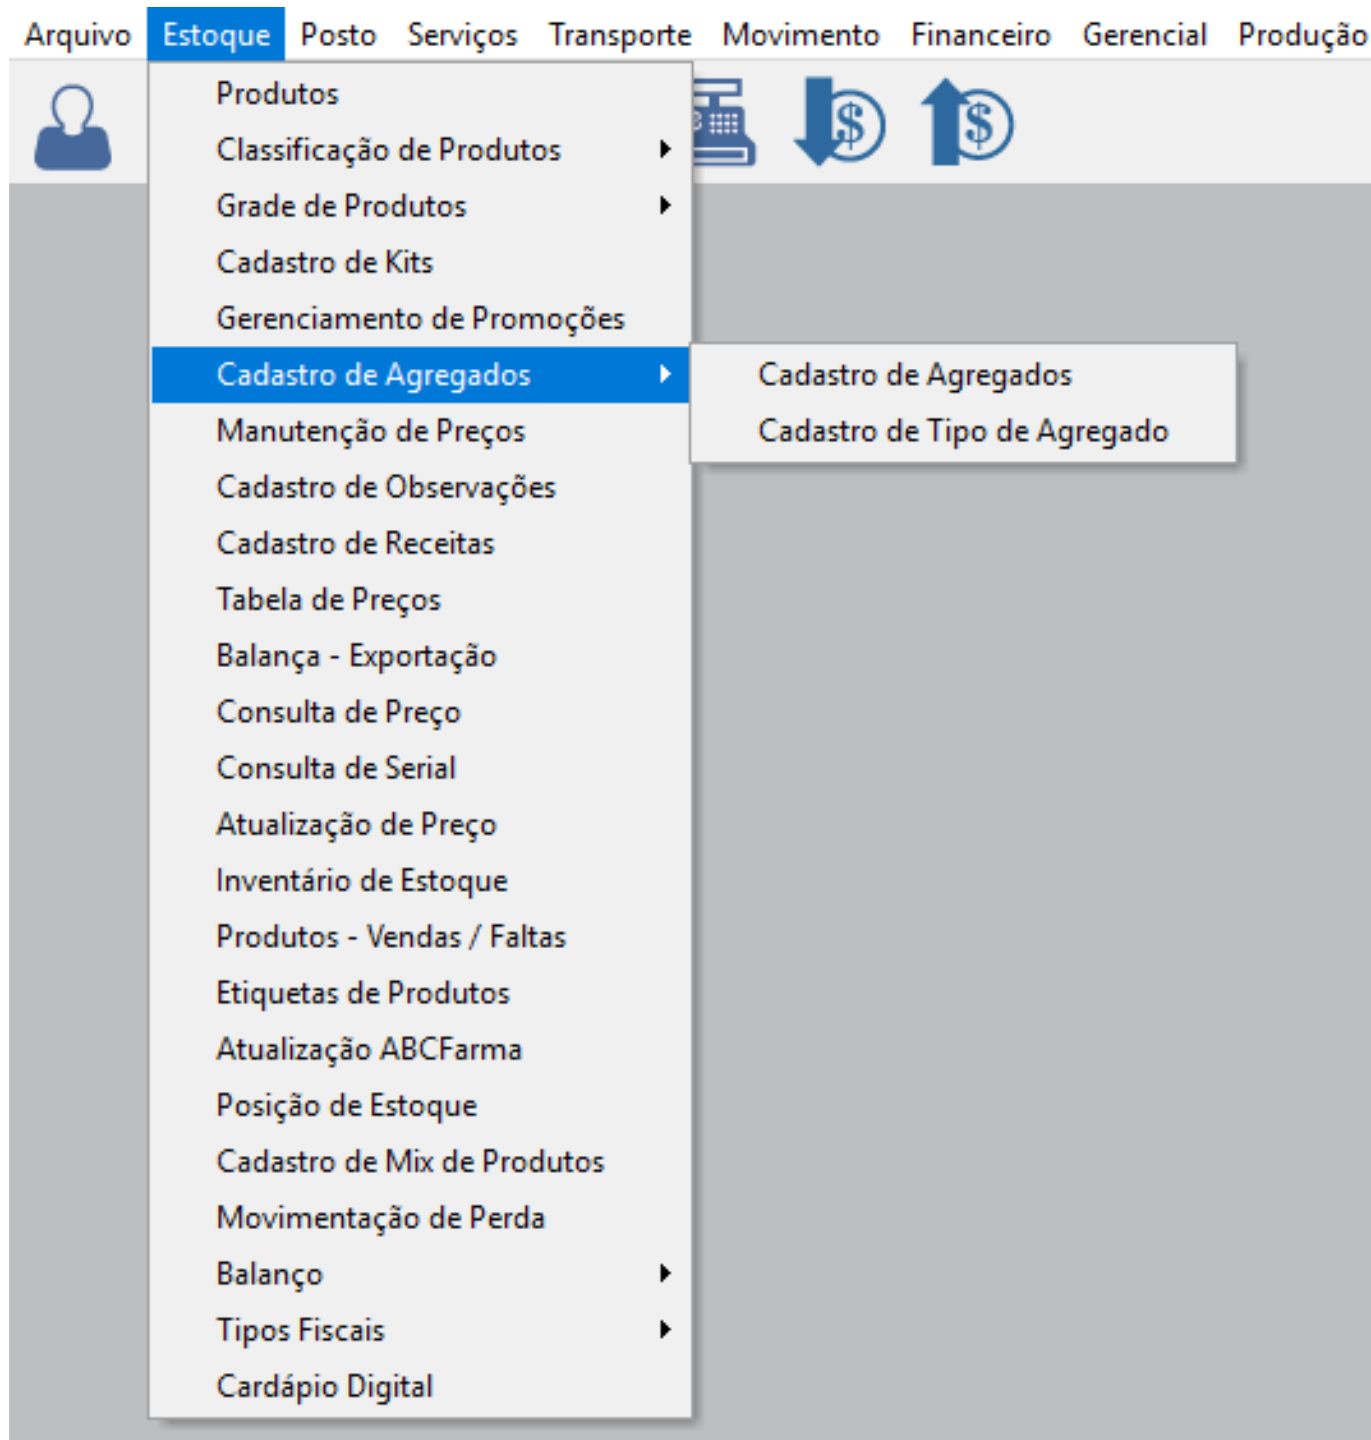 Arquivo Estoque Posto Serviços Transporte Movimento Financeiro Gerencial Produção
Produtos
Classificação de Produtos
Grade de Produtos
Cadastro de Kits
Gerenciamento de Promoções
Cadastro de Agregados
Cadastro de Agregados
Manutenção de Preços
Cadastro de Tipo de Agregado
Cadastro de Observações
Cadastro de Receitas
Tabela de Preços
Balança - Exportação
Consulta de Preço
Consulta de Serial
Atualização de Preço
Inventário de Estoque
Produtos - Vendas / Faltas
Etiquetas de Produtos
Atualização ABCFarma
Posição de Estoque
Cadastro de Mix de Produtos
Movimentação de Perda
Balanço
Tipos Fiscais
Cardápio Digital